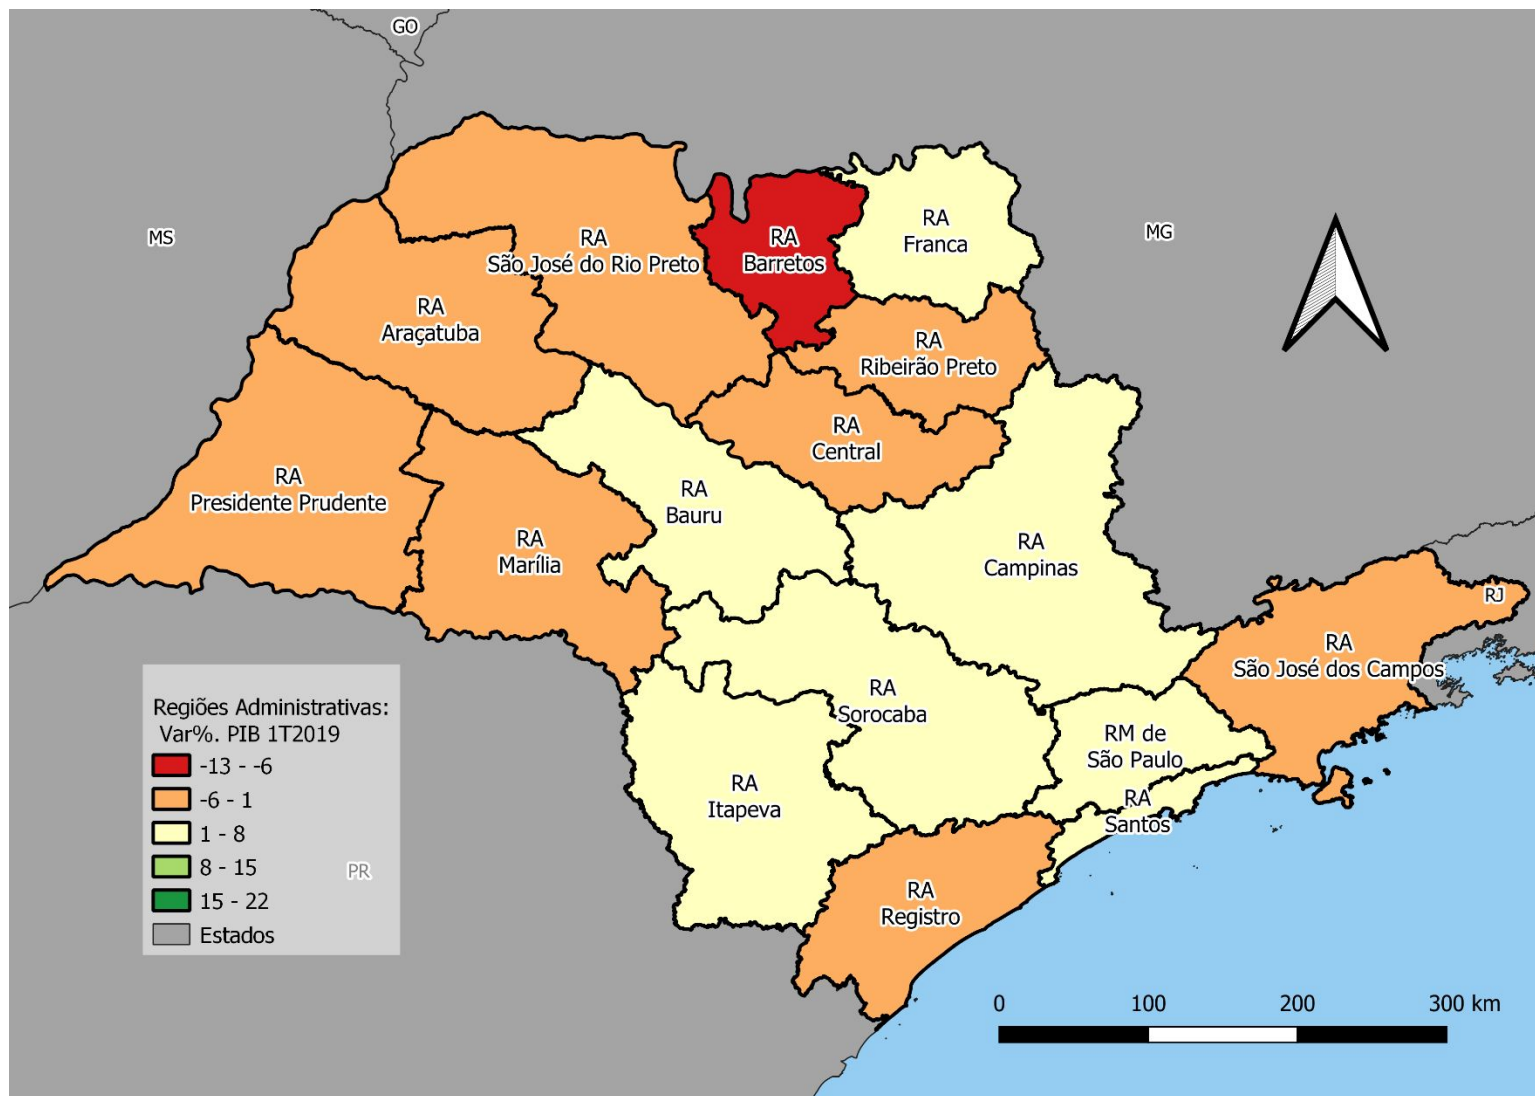 GO
MS
MG
RA
Franca
RA
Barretos
RA
São José do Rio Preto
RA
Araçatuba
RA
Ribeirão Preto
RA
Central
RA
Presidente Prudente
RA
Bauru
RA
Marília
RA
Campinas
RJ
RA
São José dos Campos
RA
Sorocaba
RM de
São Paulo
RA
Itapeva
RA
Santos
RA
Registro
PR
Regiões Administrativas:
Var%. PIB 1T2019
-13 - -6
-6 - 1
1 - 8
8 - 15
15 - 22
Estados
0 100 200 300 km